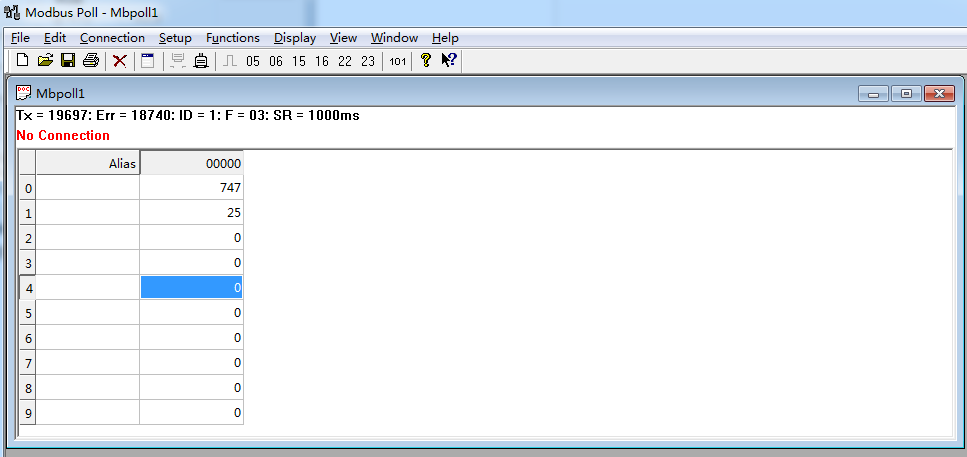 Modbus Poll - Mbpoll1
File Edit Connection Setup Functions Display View Window Help
05 06 15 16 22 23 101
Mbpoll1
Tx = 19697: Err = 18740: ID = 1: F = 03: SR = 1000ms
No Connection
Alias 00000
0 747
1 25
2 0
3 0
4 0
5 0
6 0
7 0
8 0
9 0